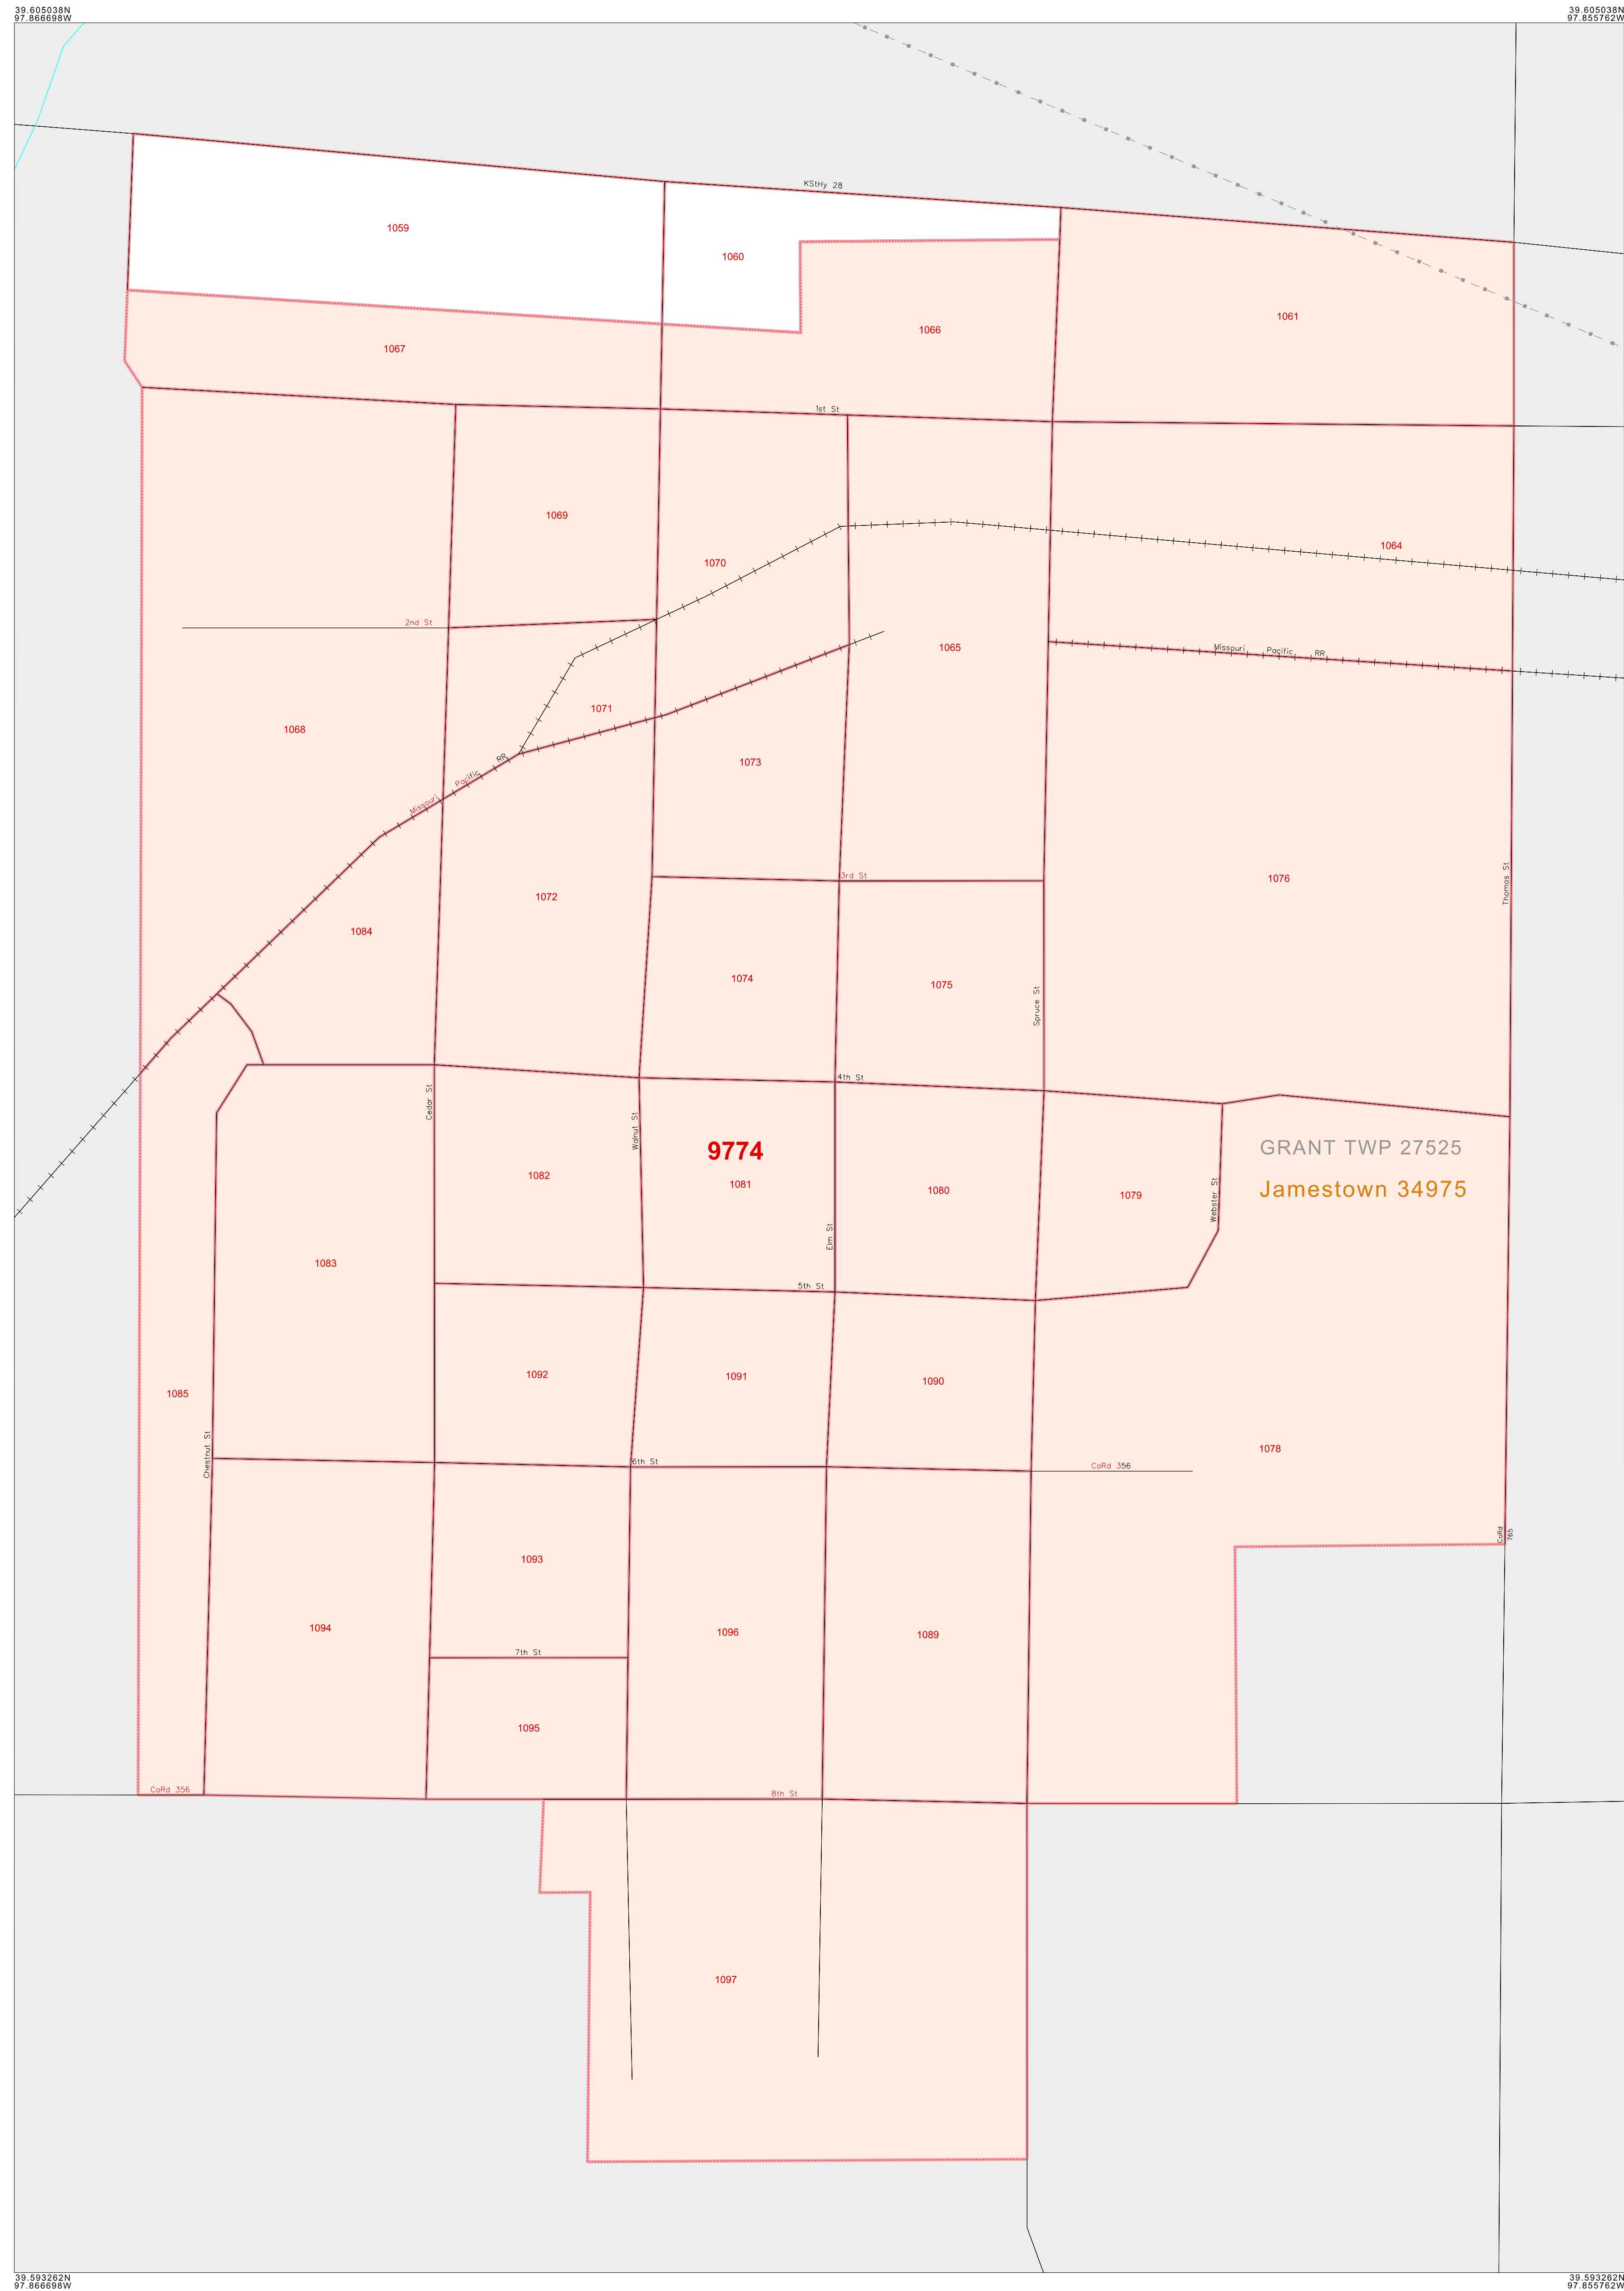 39.605038N
97.866698W
39.605038N
97.855762W
KStHy 28
1059
1060
1061
1066
1067
1st St
1069
1064
1070
2nd St
1065
Missouri Pacific RR
1071
1068
1073
Missouri Pacific RR
3rd St
1076
Thomas St
1072
1084
1074
1075
Spruce St
4th St
Cedar St
Walnut St
9774
GRANT TWP 27525
1082
1081
1080
1079
Webster St
Jamestown 34975
Elm St
1083
5th St
1092
1091
1090
1085
Chestnut St
1078
6th St
CoRd 356
CoRd 765
1093
1094
1096
1089
7th St
1095
CoRd 356
8th St
1097
39.593262N
97.866698W
39.593262N
97.855762W